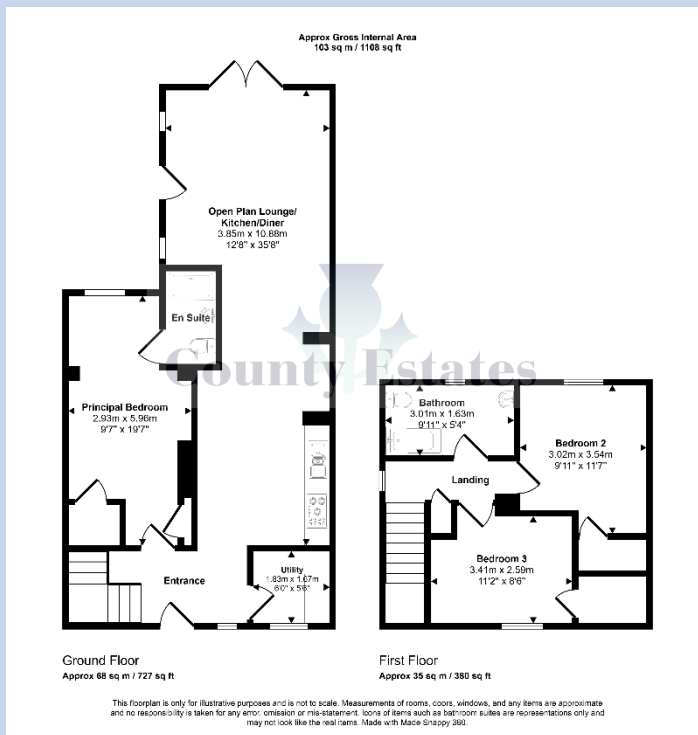 Approx Gross Internal Area
103 sq m / 1108 sq ft
Open Plan Lounge/
Kitchen/Diner
3.85m x 10.88m
12'8" x 35'8"
En Suite
County Estates
Principal Bedroom
2.93m x 5.96m
9'7" x 19'7"
Utility
1.83m x 1.67m
6'0" x 5'6"
Entrance
Bathroom
3.01m x 1.63m
9'11" x 5'4"
Bedroom 2
3.02m x 3.54m
9'11" x 11'7"
Landing
Bedroom 3
3.41m x 2.59m
11'2" x 8'6"
Ground Floor
Approx 68 sq m / 727 sq ft
First Floor
Approx 35 sq m / 380 sq ft
This floorplan is only for illustrative purposes and is not to scale. Measurements of rooms, doors, windows, and any items are approximate
and no responsibility is taken for any error, omission or mis-statement. Icons of items such as bathroom suites are representations only and
may not look like the real items. Made with Made Snappy 360.